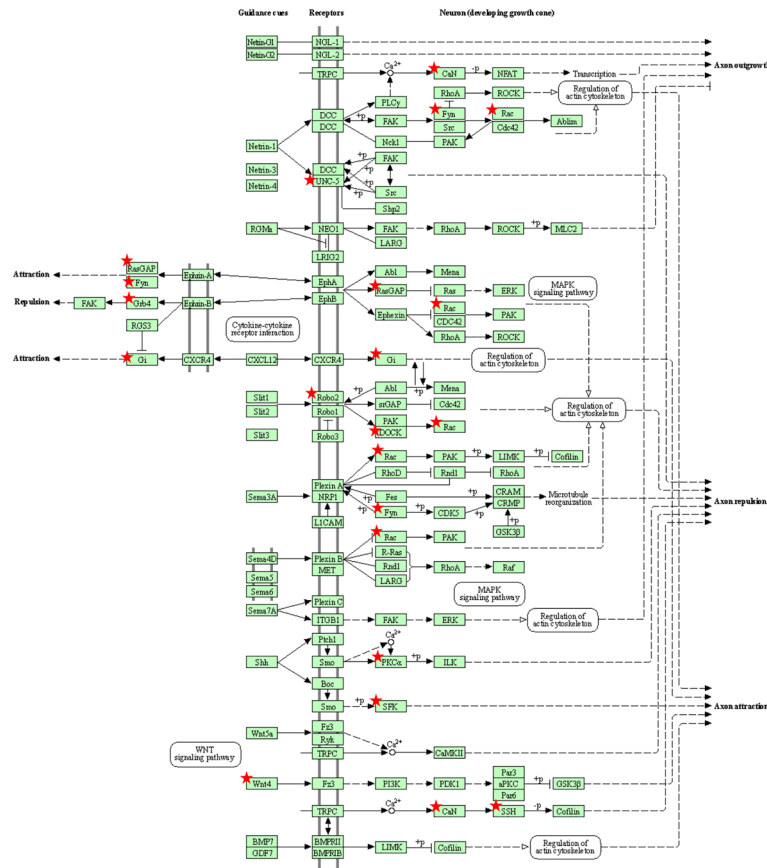 Guidance cues Receptors Neuron (developing growth cone)
Netrin-G1 NGL-1
Netrin-G2 NGL-2 Axon outgrowth
Ca2+
TRPC CaN -p NFAT Transcription
PLCγ RhoA ROCK Regulation of
actin cytoskeleton
DCC +p FAK Fyn Rac
DCC Src Cdc42 Ablim
Netrin-1 Nck1 PAK
+p
Netrin-3 DCC +p FAK
Netrin-4 UNC-5 +p
+p Src
Shp2
RGMa NEO1 FAK RhoA ROCK +p MLC2
LARG
LRIG2
Attraction RasGAP Ephrin-A EphA Abl Mena
Fyn RasGAP Ras ERK MAPK
signaling pathway
Repulsion FAK Grb4 Ephrin-B EphB Ephexin Rac
CDC42 PAK
RGS3 Cytokine-cytokine
receptor interaction RhoA ROCK
Attraction Gi CXCR4 CXCL12 CXCR4 Gi Regulation of
actin cytoskeleton
Slit1 Robo2 +p Abl +p Mena
Slit2 Robo1 srGAP Cdc42 Regulation of
actin cytoskeleton
Slit3 Robo3 PAK
DOCK Rac
Rac PAK +p LIMK +p Cofilin
Plexin A RhoD Rnd1 RhoA
Sema3A NRP1 Fes +p CRAM Microtubule
reorganization Axon repulsion
+p Fyn +p CDK5 +p CRMP
L1CAM +p
GSK3β
Rac PAK
Sema4D Plexin B R-Ras
Sema5 MET Rnd1 RhoA Raf
Sema6 LARG MAPK
signaling pathway
Sema7A Plexin C
ITGB1 FAK ERK Regulation of
actin cytoskeleton
Ptch1 Ca2+
Shh Smo PKCα +p ILK
Boc
Smo +p SFK Axon attraction
Wnt5a Fz3
Ryk Ca2+
WNT
signaling pathway TRPC CaMKII
Wnt4 Fz3 PI3K PDK1 Par3
aPKC +p GSK3β
Par6
Ca2+
TRPC CaN SSH -p Cofilin
BMP7 BMPRII LIMK +p Cofilin Regulation of
actin cytoskeleton
GDF7 BMPRIB